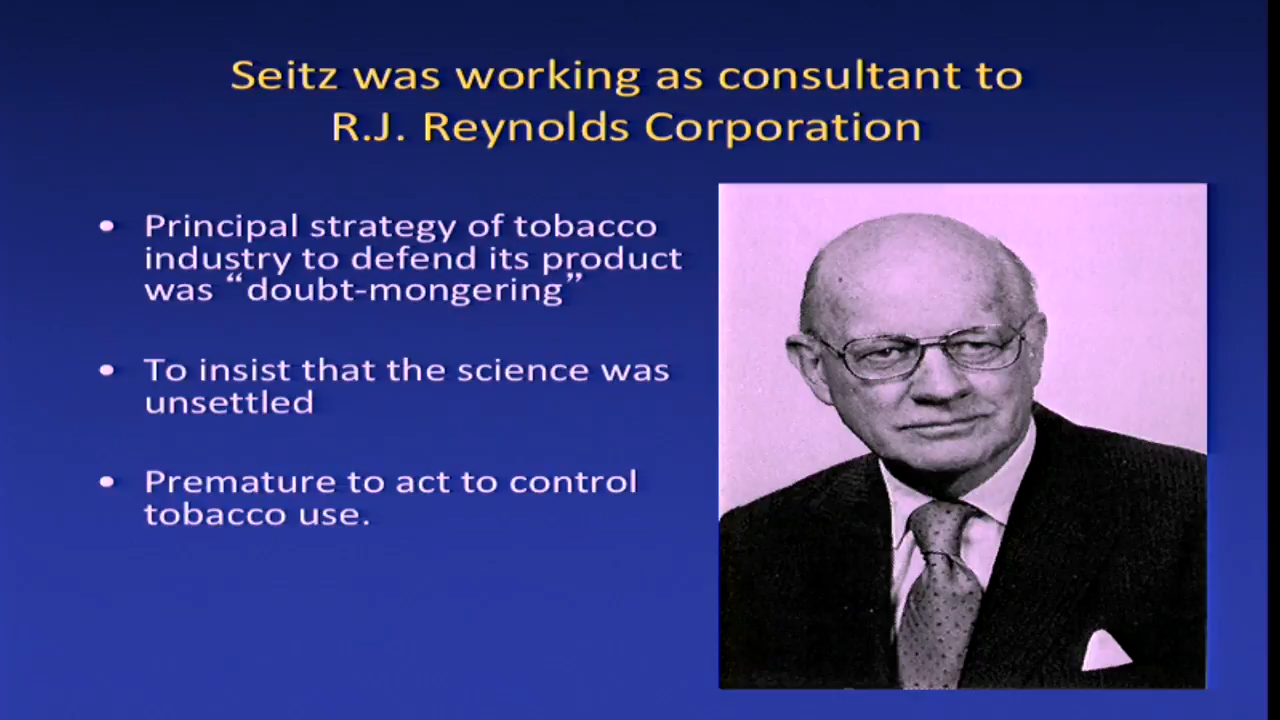 Seitz was working as consultant to
R.J. Reynolds Corporation
• Principal strategy of tobacco
industry to defend its product
was “doubt-mongering”
• To insist that the science was
unsettled
• Premature to act to control
tobacco use.